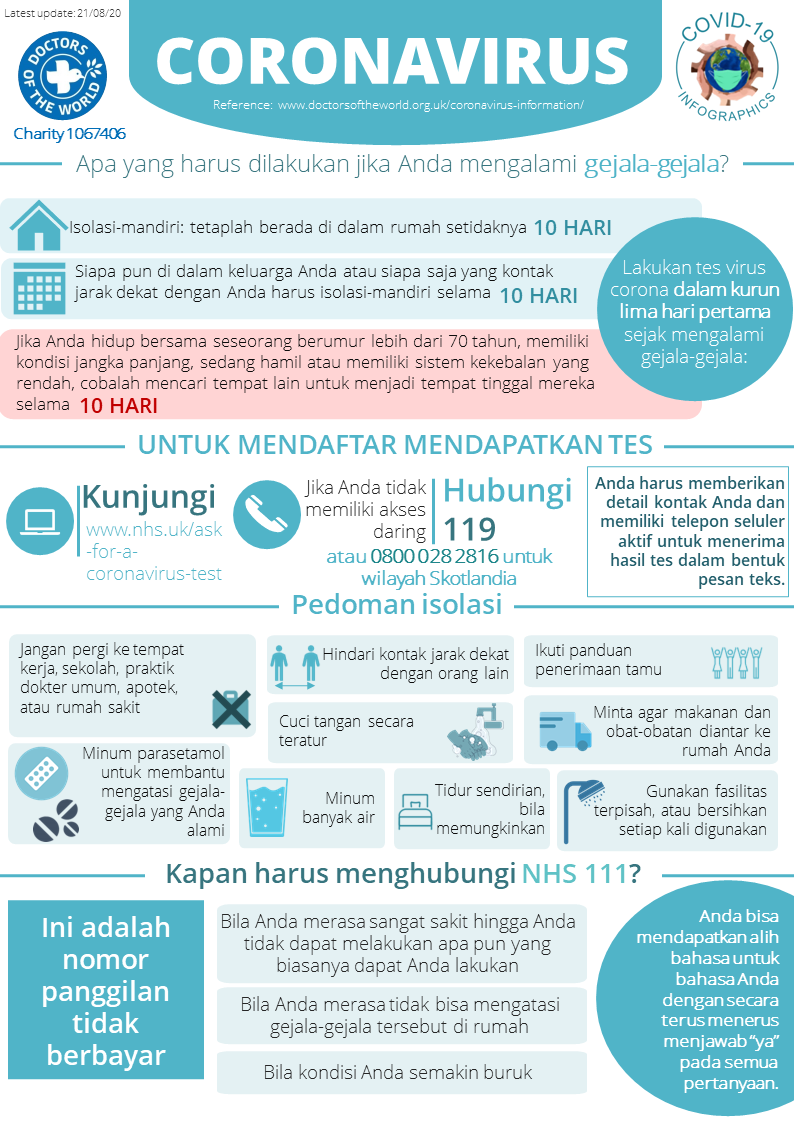 Latest update: 21/08/20
DOCTORS
OF THE WORLD
Charity 1067406
CORONAVIRUS
Reference: www.doctorsoftheworld.org.uk/coronavirus-information/
COVID-19
INFOGRAPHICS
Apa yang harus dilakukan jika Anda mengalami gejala-gejala?
Isolasi-mandiri: tetaplah berada di dalam rumah setidaknya 10 HARI
Siapa pun di dalam keluarga Anda atau siapa saja yang kontak
jarak dekat dengan Anda harus isolasi-mandiri selama 10 HARI
Jika Anda hidup bersama seseorang berumur lebih dari 70 tahun, memiliki
kondisi jangka panjang, sedang hamil atau memiliki sistem kekebalan yang
rendah, cobalah mencari tempat lain untuk menjadi tempat tinggal mereka
selama 10 HARI
Lakukan tes virus
corona dalam kurun
lima hari pertama
sejak mengalami
gejala-gejala:
UNTUK MENDAFTAR MENDAPATKAN TES
Kunjungi
www.nhs.uk/ask
-for-a-
coronavirus-test
Jika Anda tidak
memiliki akses
daring
Hubungi
119
atau 0800 028 2816 untuk
wilayah Skotlandia
Anda harus memberikan
detail kontak Anda dan
memiliki telepon seluler
aktif untuk menerima
hasil tes dalam bentuk
pesan teks.
Pedoman isolasi
Jangan pergi ke tempat
kerja, sekolah, praktik
dokter umum, apotek,
atau rumah sakit
Hindari kontak jarak dekat
dengan orang lain
Ikuti panduan
penerimaan tamu
Cuci tangan secara
teratur
Minta agar makanan dan
obat-obatan diantar ke
rumah Anda
Minum parasetamol
untuk membantu
mengatasi gejala-
gejala yang Anda
alami
Minum
banyak air
Tidur sendirian,
bila
memungkinkan
Gunakan fasilitas
terpisah, atau bersihkan
setiap kali digunakan
Kapan harus menghubungi NHS 111?
Ini adalah
nomor
panggilan
tidak
berbayar
Bila Anda merasa sangat sakit hingga Anda
tidak dapat melakukan apa pun yang
biasanya dapat Anda lakukan
Bila Anda merasa tidak bisa mengatasi
gejala-gejala tersebut di rumah
Bila kondisi Anda semakin buruk
Anda bisa
mendapatkan alih
bahasa untuk
bahasa Anda
dengan secara
terus menerus
menjawab “ya”
pada semua
pertanyaan.